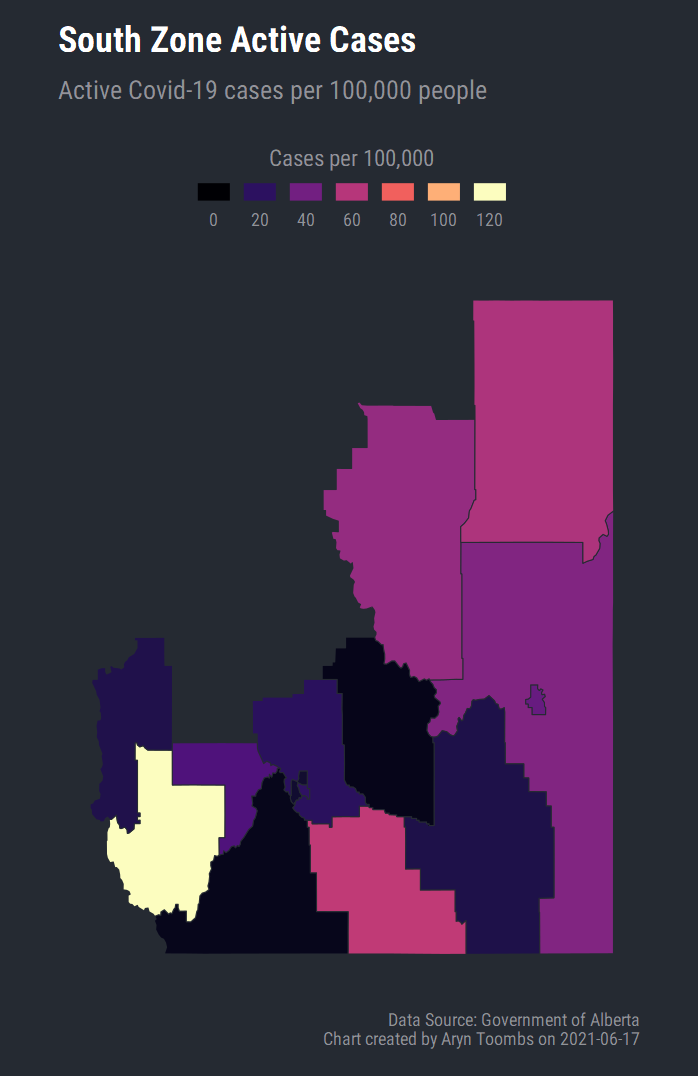 South Zone Active Cases
Active Covid-19 cases per 100,000 people
Cases per 100,000
0 20 40 60 80 100 120
Data Source: Government of Alberta
Chart created by Aryn Toombs on 2021-06-17